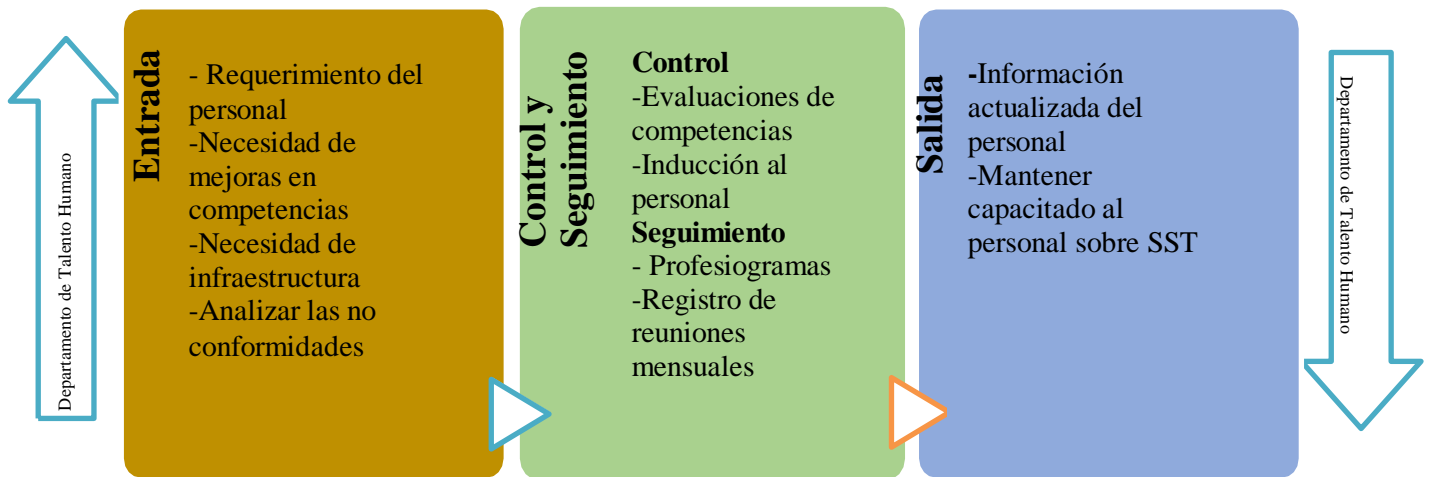 Departamento de Talento Humano
Entrada
- Requerimiento del
personal
-Necesidad de
mejoras en
competencias
-Necesidad de
infraestructura
-Analizar las no
conformidades
Control y
Seguimiento
Control
-Evaluaciones de
competencias
-Inducción al
personal
Seguimiento
- Profesiogramas
-Registro de
reuniones
mensuales
Salida
-Información
actualizada del
personal
-Mantener
capacitado al
personal sobre SST
Departamento de Talento Humano